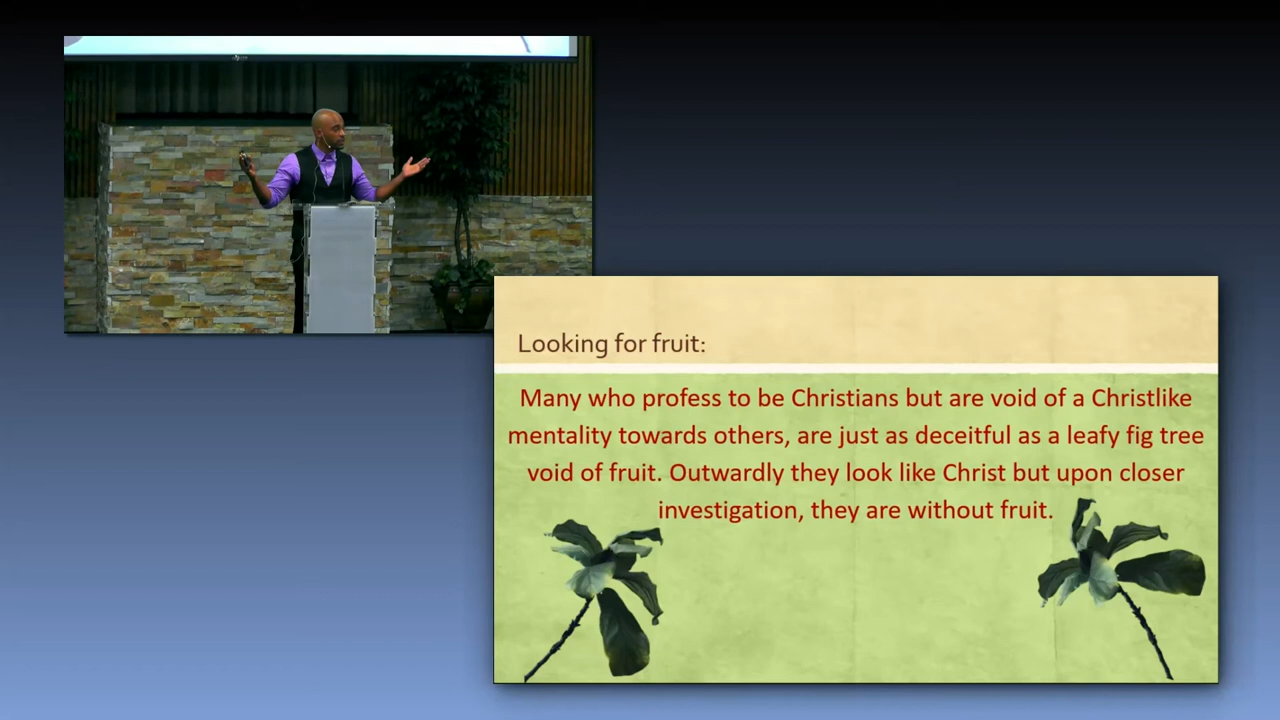 Looking for fruit:
Many who profess to be Christians but are void of a Christlike
mentality towards others, are just as deceitful as a leafy fig tree
void of fruit. Outwardly they look like Christ but upon closer
investigation, they are without fruit.